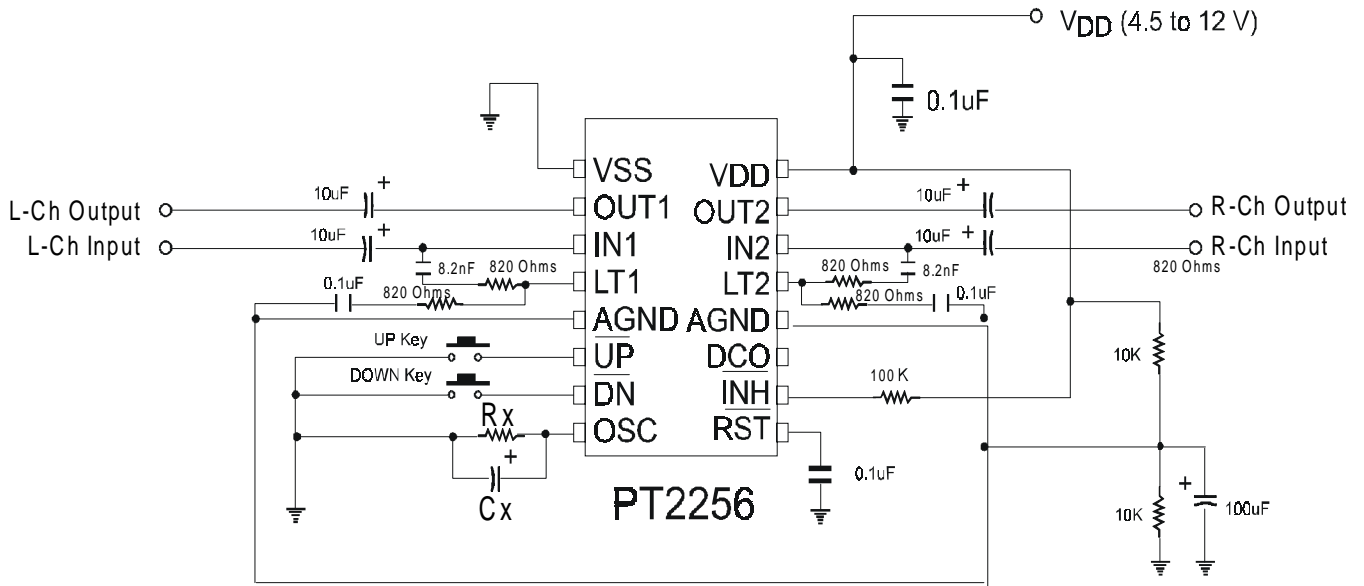 VDD (4.5 to 12 V)
0.1uF
VSS
VDD
10uF
+
OUT1
OUT2
10uF
+
L-Ch Output
R-Ch Output
10uF
+
IN1
IN2
10uF
+
L-Ch Input
R-Ch Input
8.2nF
820 Ohms
LT1
LT2
820 Ohms
8.2nF
820 Ohms
0.1uF
820 Ohms
820 Ohms
0.1uF
AGND
AGND
UP Key
UP
DCO
10K
DOWN Key
DN
INH
100 K
Rx
OSC
RST
+
Cx
0.1uF
PT2256
10K
+
100uF